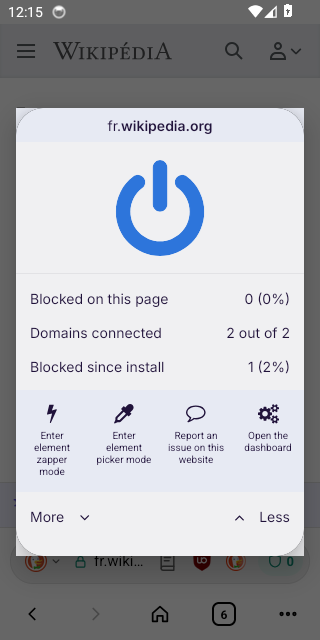 12:15
WIKIPÉDIA
fr.wikipedia.org
Blocked on this page 0 (0%)
Domains connected 2 out of 2
Blocked since install 1 (2%)
Enter element zapper mode
Enter element picker mode
Report an issue on this website
Open the dashboard
More Less
fr.wiki... 0
6